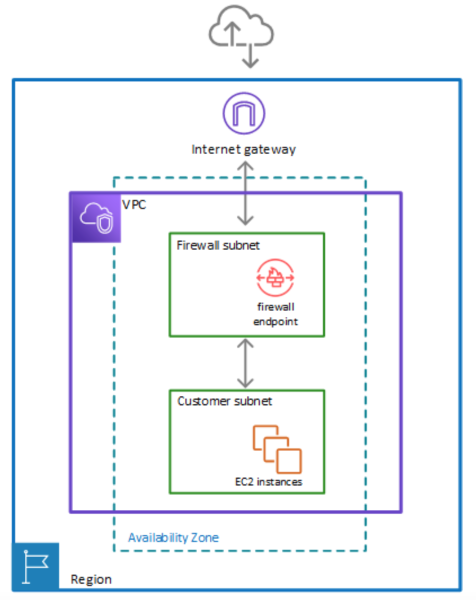 Internet gateway
VPC
Firewall subnet
firewall
endpoint
Customer subnet
EC2 instances
Availability Zone
Region